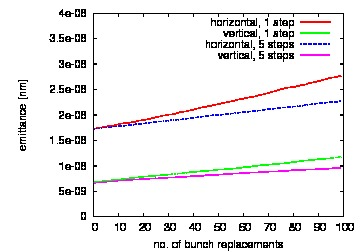 4e-08
3.5e-08
3e-08
2.5e-08
2e-08
1.5e-08
1e-08
5e-09
0
emittance [nm]
horizontal, 1 step
vertical, 1 step
horizontal, 5 steps
vertical, 5 steps
0 10 20 30 40 50 60 70 80 90 100
no. of bunch replacements